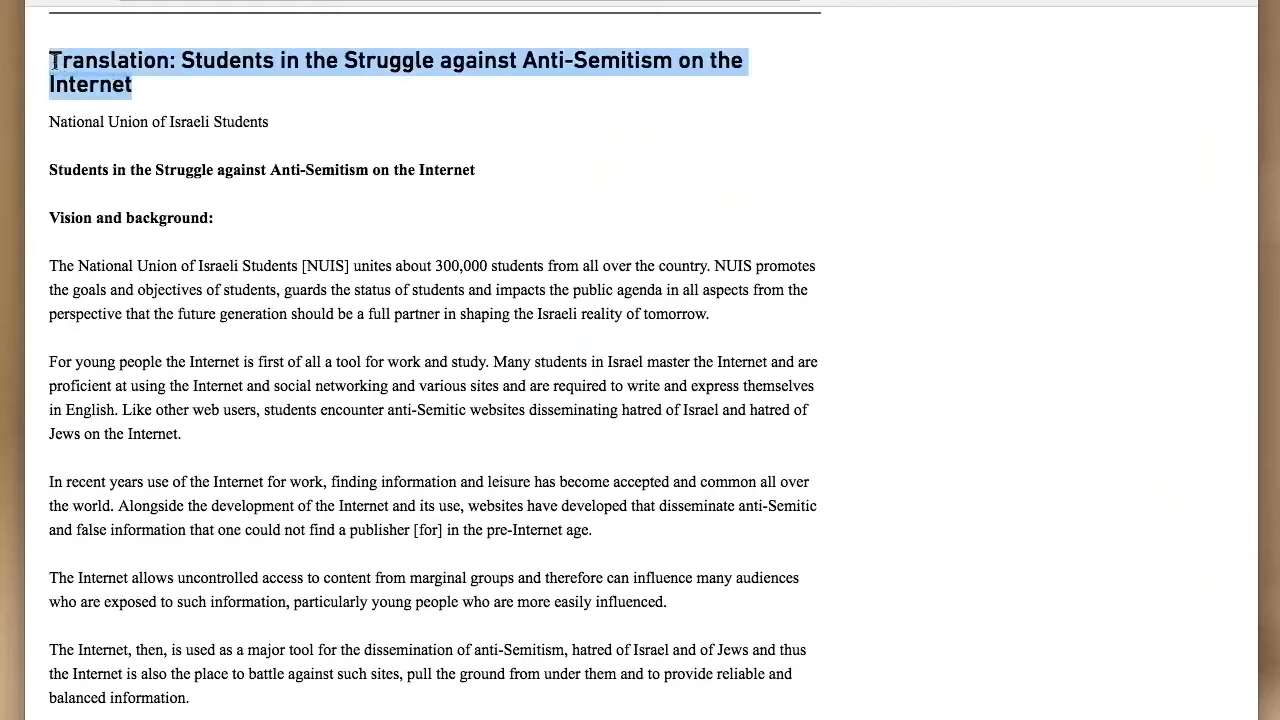 Translation: Students in the Struggle against Anti-Semitism on the
Internet
National Union of Israeli Students
Students in the Struggle against Anti-Semitism on the Internet
Vision and background:
The National Union of Israeli Students [NUIS] unites about 300,000 students from all over the country. NUIS promotes
the goals and objectives of students, guards the status of students and impacts the public agenda in all aspects from the
perspective that the future generation should be a full partner in shaping the Israeli reality of tomorrow.
For young people the Internet is first of all a tool for work and study. Many students in Israel master the Internet and are
proficient at using the Internet and social networking and various sites and are required to write and express themselves
in English. Like other web users, students encounter anti-Semitic websites disseminating hatred of Israel and hatred of
Jews on the Internet.
In recent years use of the Internet for work, finding information and leisure has become accepted and common all over
the world. Alongside the development of the Internet and its use, websites have developed that disseminate anti-Semitic
and false information that one could not find a publisher [for] in the pre-Internet age.
The Internet allows uncontrolled access to content from marginal groups and therefore can influence many audiences
who are exposed to such information, particularly young people who are more easily influenced.
The Internet, then, is used as a major tool for the dissemination of anti-Semitism, hatred of Israel and of Jews and thus
the Internet is also the place to battle against such sites, pull the ground from under them and to provide reliable and
balanced information.